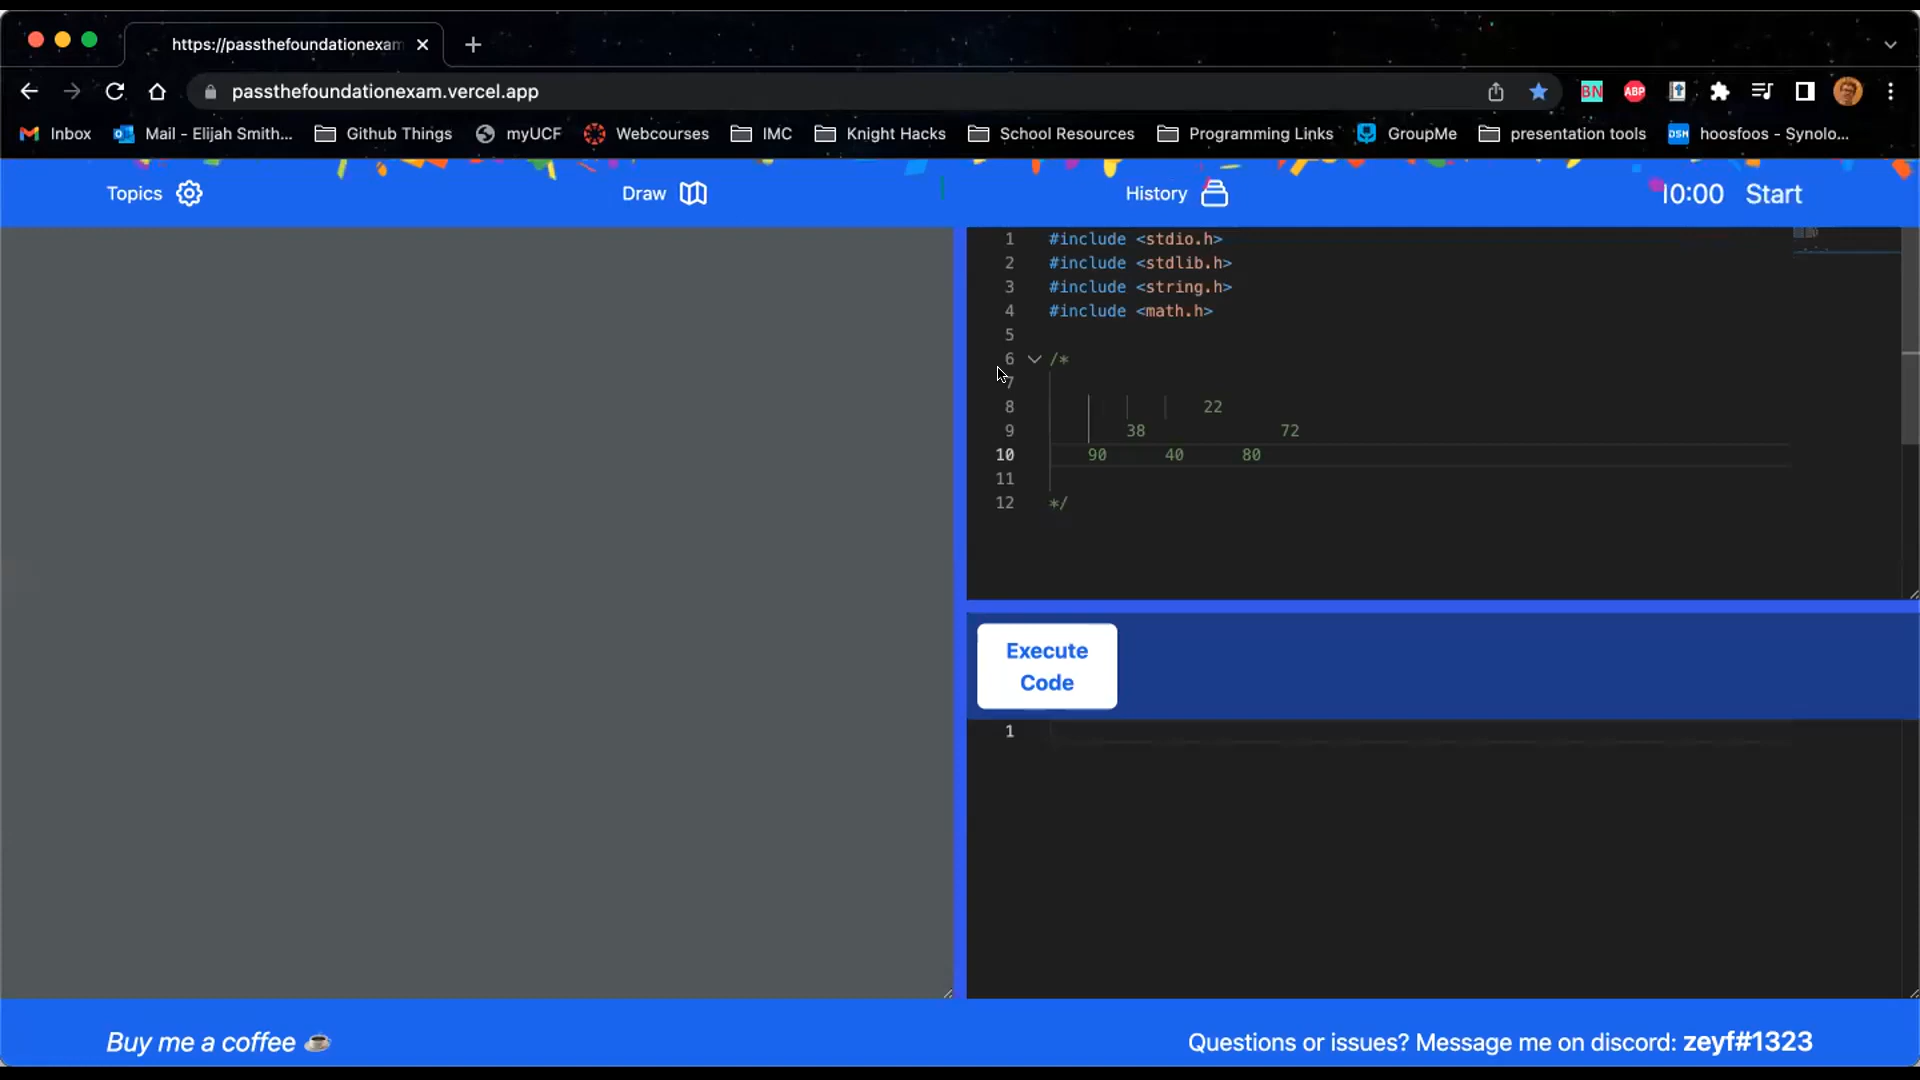 https://passthefoundationexam
passthefoundationexam.vercel.app
BN ABP
Inbox Mail - Elijah Smith... Github Things myUCF Webcourses IMC Knight Hacks School Resources Programming Links GroupMe presentation tools DSM hoosfoos - Synolo...
Topics Draw History 10:00 Start
1 #include <stdio.h>
2 #include <stdlib.h>
3 #include <string.h>
4 #include <math.h>
5
6 /*
7
8 22
9 38 72
10 90 40 80
11
12 */
Execute
Code
1
Buy me a coffee ☕ Questions or issues? Message me on discord: zeyf#1323